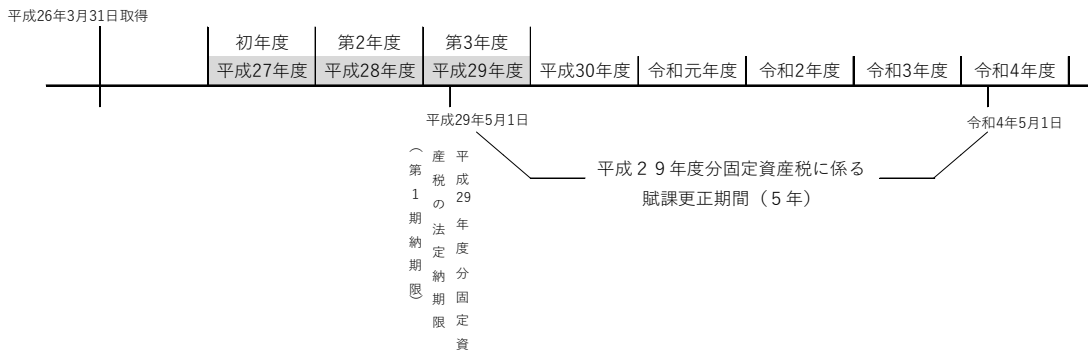 平成26年3月31日取得
初年度 第2年度 第3年度
平成27年度 平成28年度 平成29年度 平成30年度 令和元年度 令和2年度 令和3年度 令和4年度
平成29年5月1日
令和4年5月1日
平成２９年度分固定資産税に係る
賦課更正期間（５年）
平成29年度分固定資
産税の法定納期限
（第１期納期限）